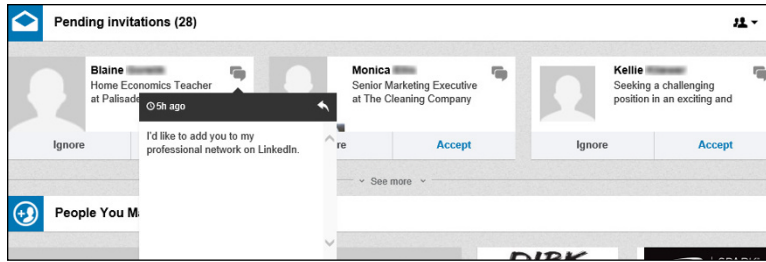 Pending invitations (28)
Blaine
Home Economics Teacher
at Palisade
Monica
Senior Marketing Executive
at The Cleaning Company
Kellie
Seeking a challenging
position in an exciting and
5h ago
I'd like to add you to my
professional network on LinkedIn.
Ignore
re
Accept
Ignore
Accept
See more
People You Ma
DIRK